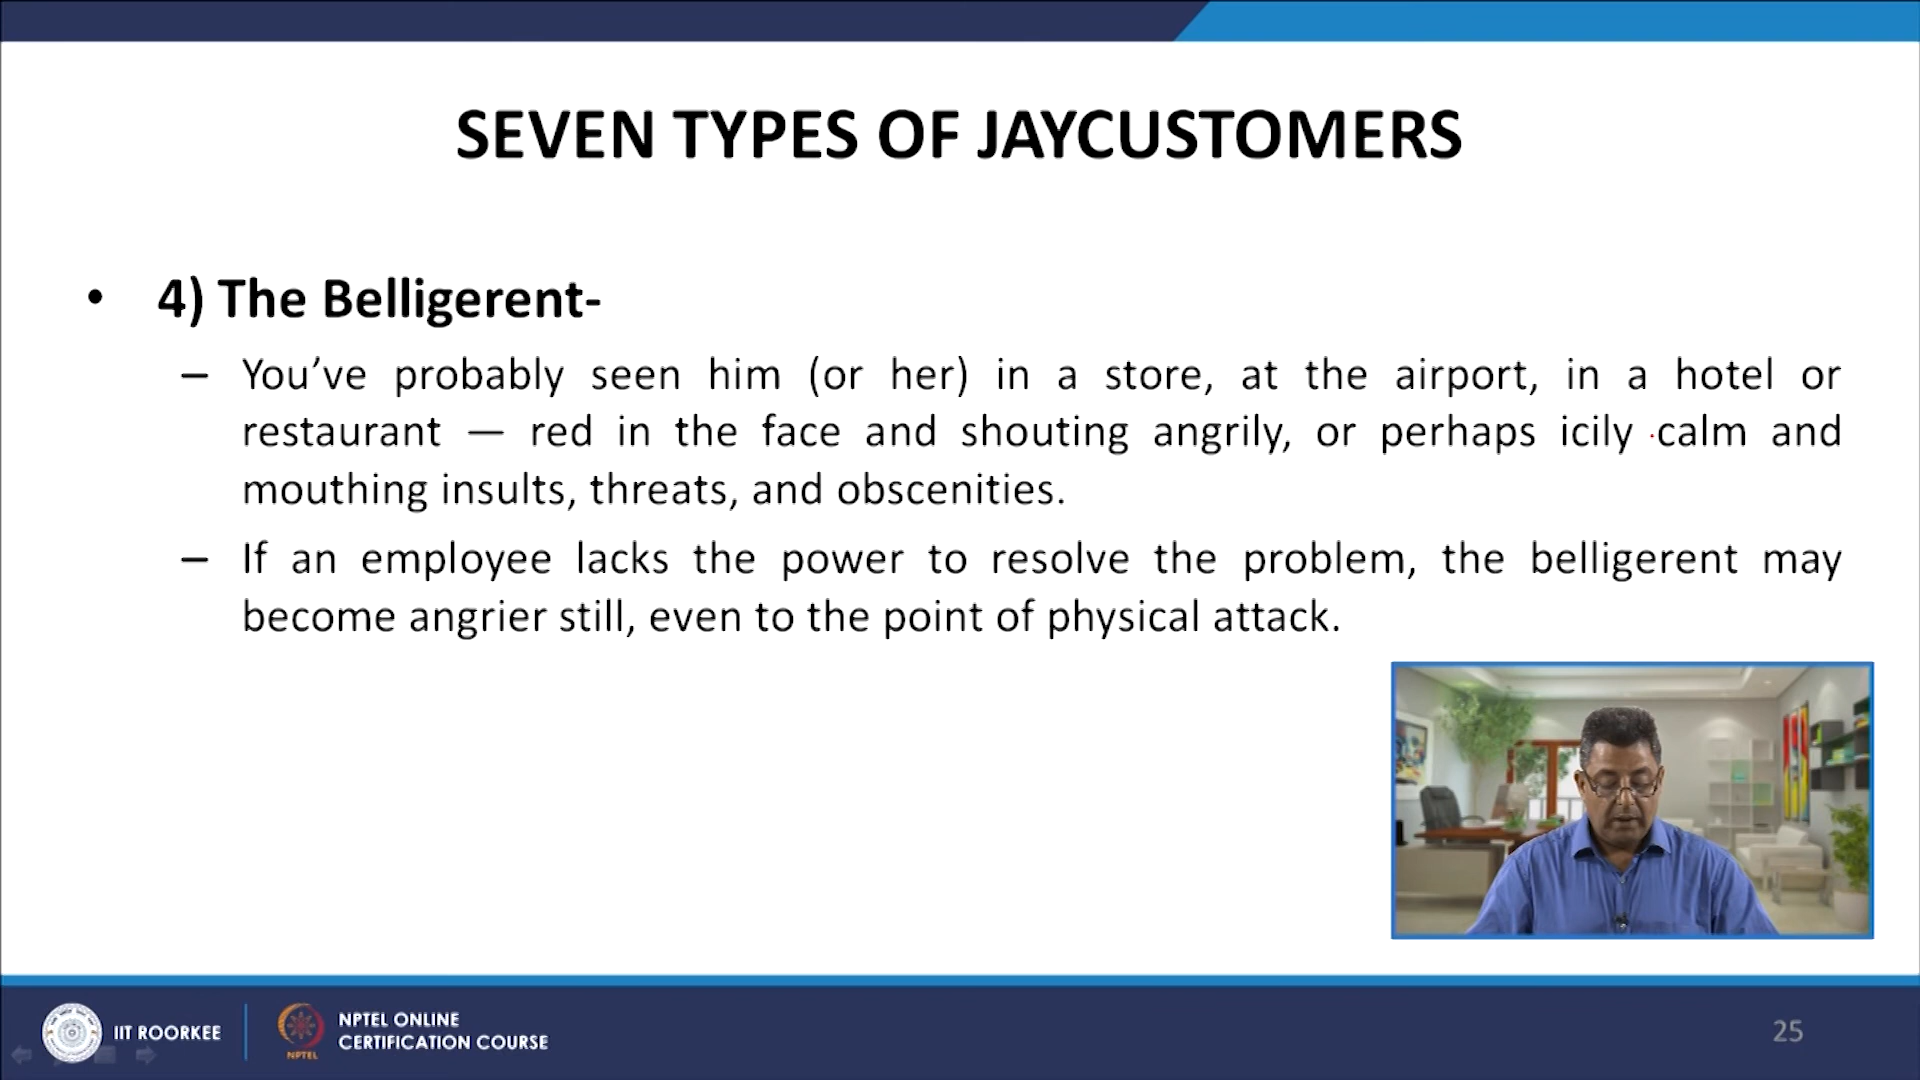 SEVEN TYPES OF JAYCUSTOMERS
• 4) The Belligerent-
– You’ve probably seen him (or her) in a store, at the airport, in a hotel or
restaurant — red in the face and shouting angrily, or perhaps icily calm and
mouthing insults, threats, and obscenities.
– If an employee lacks the power to resolve the problem, the belligerent may
become angrier still, even to the point of physical attack.
IIT ROORKEE
NPTEL
NPTEL ONLINE
CERTIFICATION COURSE
25